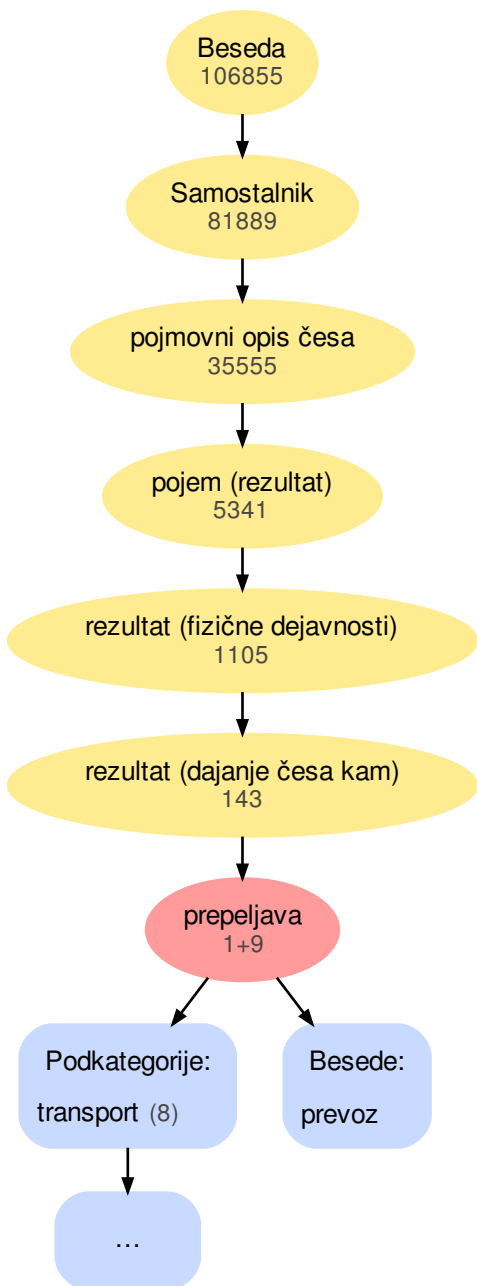 Beseda
106855
Samostalnik
81889
pojmovni opis česa
35555
pojem (rezultat)
5341
rezultat (fizične dejavnosti)
1105
rezultat (dajanje česa kam)
143
prepeljava
1+9
Podkategorije:
transport (8)
Besede:
prevoz
...